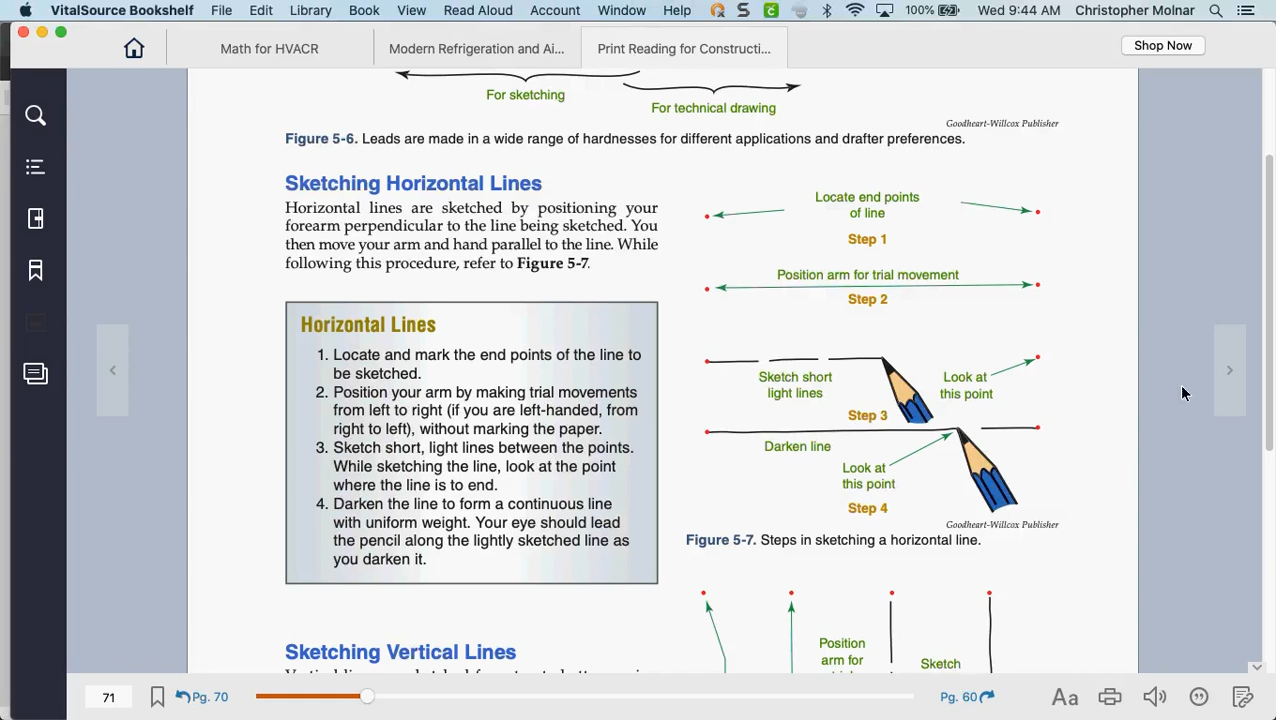 VitalSource Bookshelf File Edit Library Book View Read Aloud Account Window Help 100% Wed 9:44 AM Christopher Molnar
Math for HVACR
Modern Refrigeration and Ai...
Print Reading for Constructi...
Shop Now
For sketching
For technical drawing
Goodheart-Willcox Publisher
Figure 5-6. Leads are made in a wide range of hardnesses for different applications and drafter preferences.
Sketching Horizontal Lines
Horizontal lines are sketched by positioning your
forearm perpendicular to the line being sketched. You
then move your arm and hand parallel to the line. While
following this procedure, refer to Figure 5-7.
Horizontal Lines
1. Locate and mark the end points of the line to
be sketched.
2. Position your arm by making trial movements
from left to right (if you are left-handed, from
right to left), without marking the paper.
3. Sketch short, light lines between the points.
While sketching the line, look at the point
where the line is to end.
4. Darken the line to form a continuous line
with uniform weight. Your eye should lead
the pencil along the lightly sketched line as
you darken it.
Sketching Vertical Lines
Locate end points
of line
Step 1
Position arm for trial movement
Step 2
Sketch short
light lines
Look at
this point
Step 3
Darken line
Look at
this point
Step 4
Goodheart-Willcox Publisher
Figure 5-7. Steps in sketching a horizontal line.
Position
arm for
Sketch
71
Pg. 70
Pg. 60
Aa